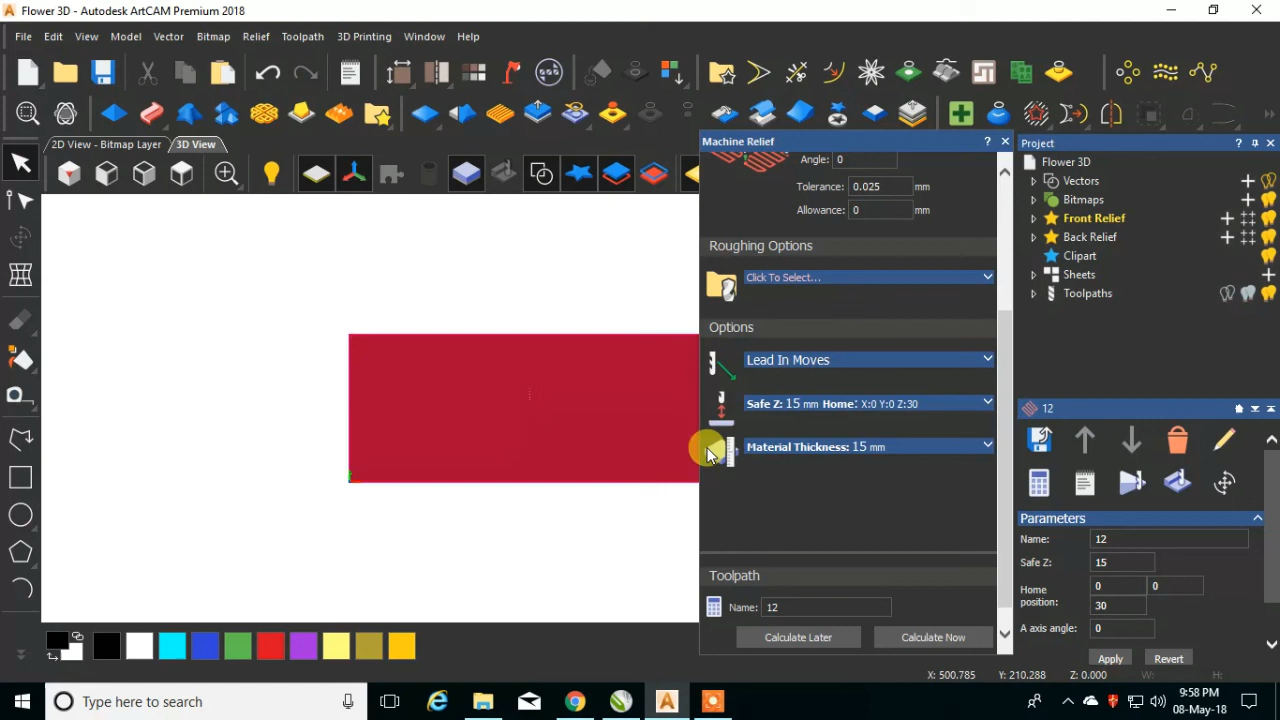 Flower 3D - Autodesk ArtCAM Premium 2018
File Edit View Model Vector Bitmap Relief Toolpath 3D Printing Window Help
2D View - Bitmap Layer 3D View
Machine Relief ?
Angle: 0
Tolerance: 0.025 mm
Allowance: 0 mm
Roughing Options
Click To Select...
Options
Lead In Moves
Safe Z: 15 mm Home: X:0 Y:0 Z:30
Material Thickness: 15 mm
Toolpath
Name: 12
Calculate Later Calculate Now
Project ?
Flower 3D
Vectors
Bitmaps
Front Relief
Back Relief
Clipart
Sheets
Toolpaths
12
Parameters
Name: 12
Safe Z: 15
Home position: 0 0
30
A axis angle: 0
Apply Revert
X: 500.785 Y: 210.288 Z: 0.000 W: H:
Type here to search
9:58 PM
08-May-18